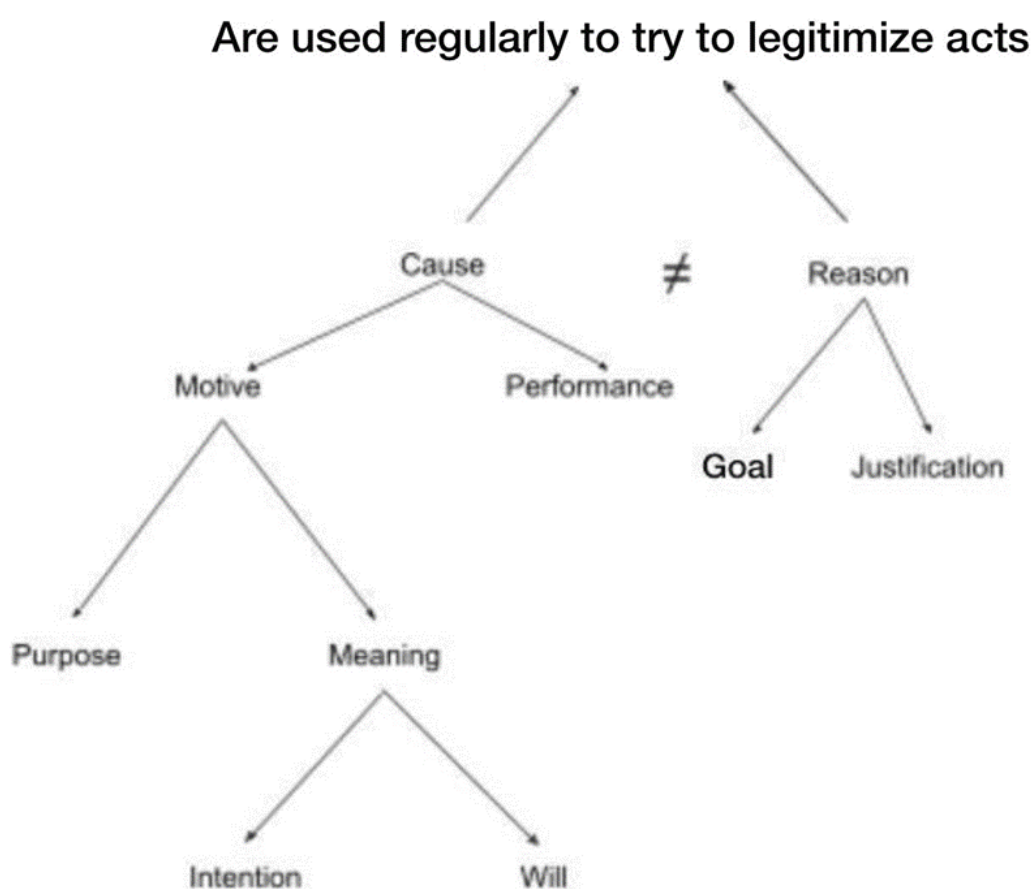 Are used regularly to try to legitimize acts
Cause
≠
Reason
Motive
Performance
Goal
Justification
Purpose
Meaning
Intention
Will